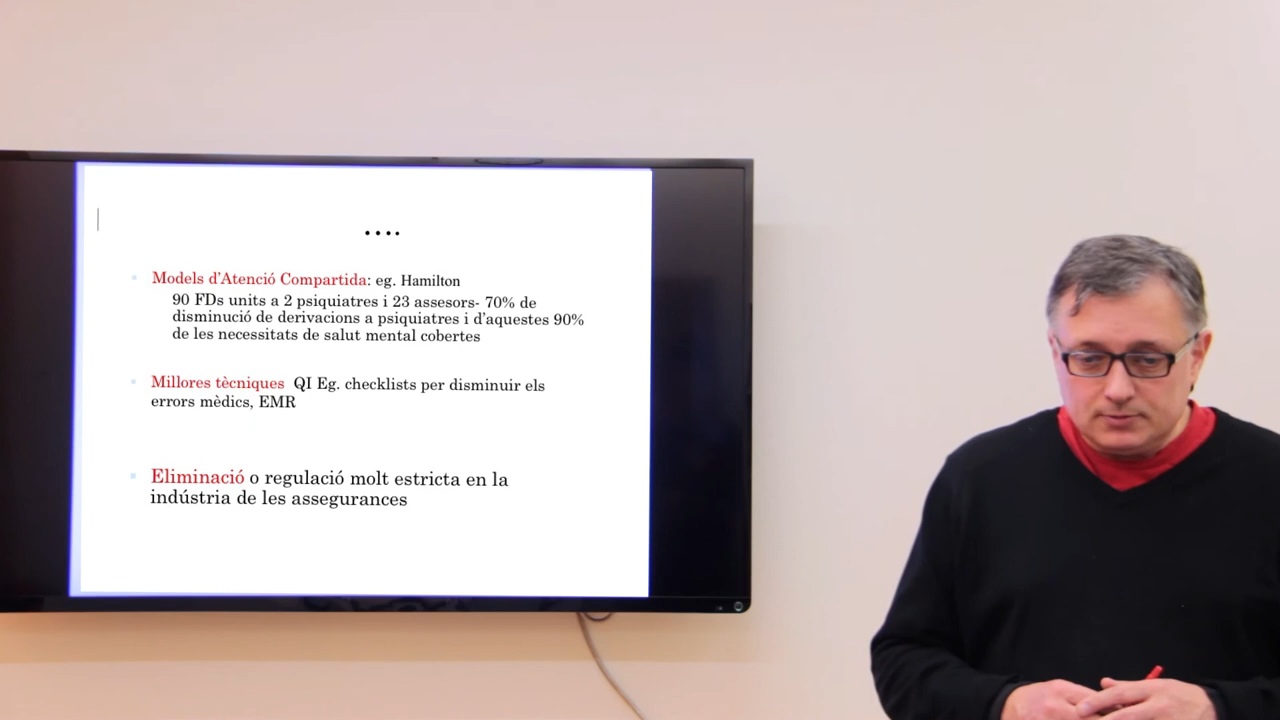 ....
Models d'Atenció Compartida: eg. Hamilton
90 FDs units a 2 psiquiatres i 23 assesors- 70% de
disminució de derivacions a psiquiatres i d'aquestes 90%
de les necessitats de salut mental cobertes
Millores tècniques QI Eg. checklists per disminuir els
errors mèdics, EMR
Eliminació o regulació molt estricta en la
indústria de les assegurances